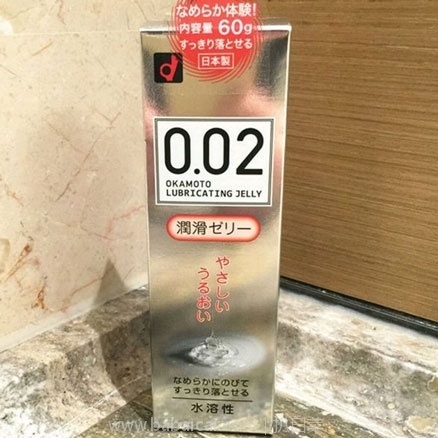 なめらか体験!
内容量 60g
すっきり落とせる
日本製
0.02
OKAMOTO
LUBRICATING JELLY
潤滑ゼリー
やさしい
うるおい
なめらかにのびて
すっきり落とせる
水溶性